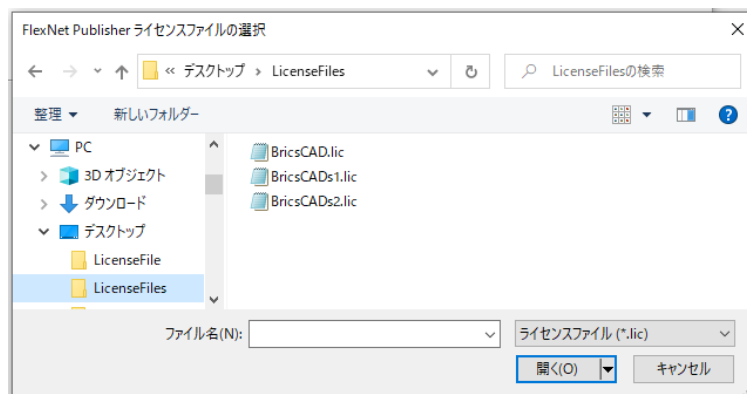 FlexNet Publisher ライセンスファイルの選択
« デスクトップ › LicenseFiles
LicenseFilesの検索
整理
新しいフォルダー
PC
3D オブジェクト
ダウンロード
デスクトップ
LicenseFile
LicenseFiles
BricsCAD.lic
BricsCADs1.lic
BricsCADs2.lic
ファイル名(N):
ライセンスファイル (*.lic)
開く(O)
キャンセル